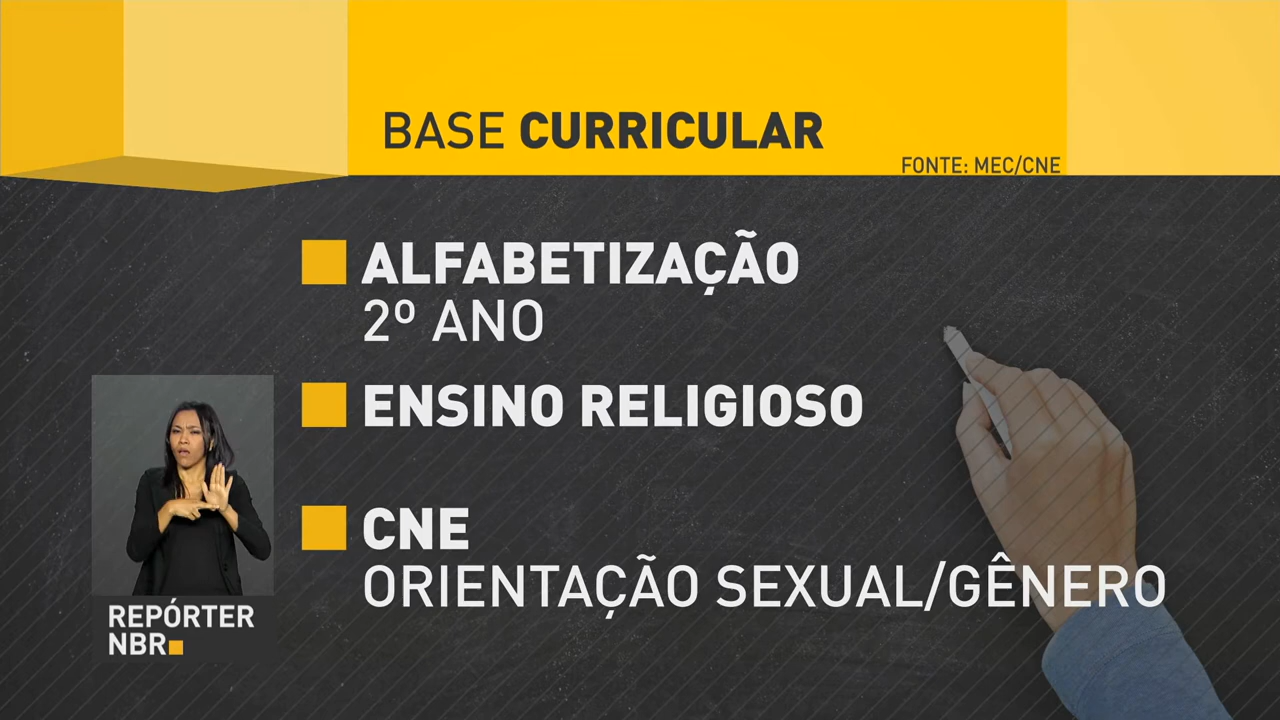 BASE CURRICULAR
FONTE: MEC/CNE
ALFABETIZAÇÃO
2º ANO
ENSINO RELIGIOSO
CNE
ORIENTAÇÃO SEXUAL/GÊNERO
REPÓRTER
NBR